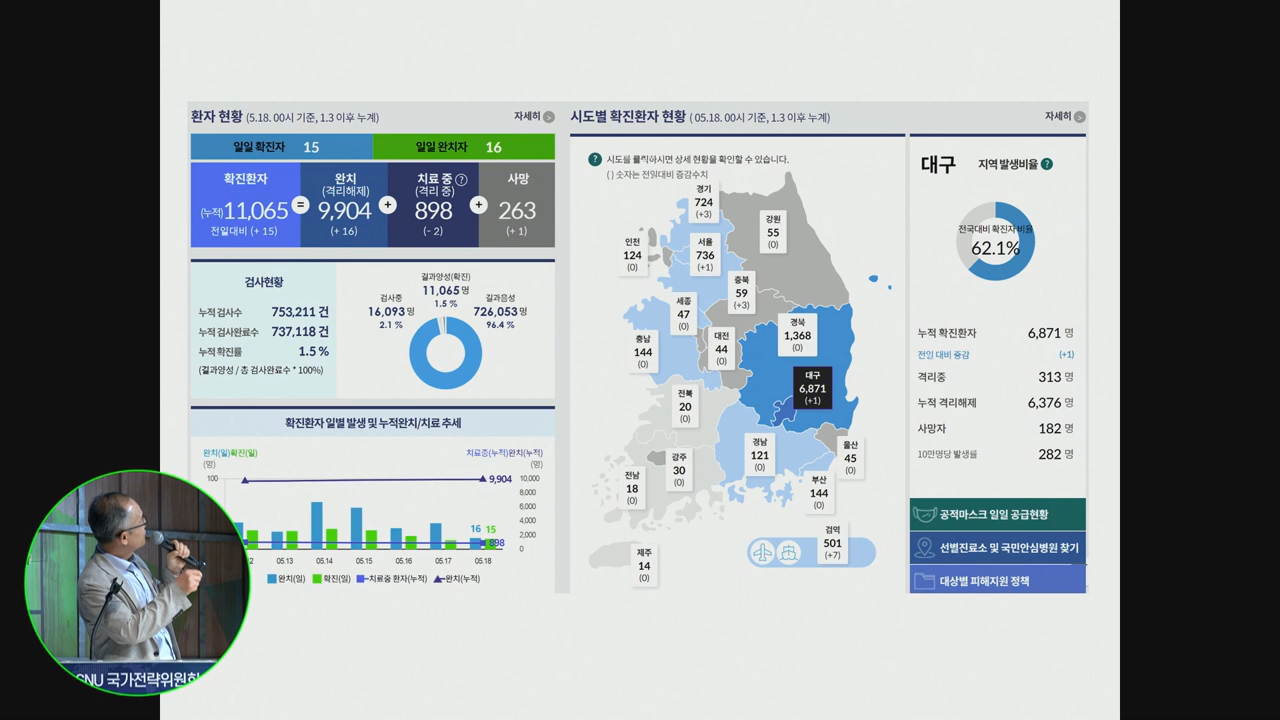 환자 현황 (5.18. 00시 기준, 1.3 이후 누계)
자세히 >
일일 확진자 15
일일 완치자 16
확진환자
(누적)11,065
전일대비 (+ 15)
=
완치
(격리해제)
9,904
(+ 16)
+
치료 중 ?
(격리 중)
898
(- 2)
+
사망
263
(+ 1)
검사현황
누적 검사수 753,211 건
누적 검사완료수 737,118 건
누적 확진률 1.5 %
(결과양성 / 총 검사완료수 * 100%)
결과양성(확진)
11,065 명
1.5 %
검사중
16,093 명
2.1 %
결과음성
726,053 명
96.4 %
확진환자 일별 발생 및 누적완치/치료 추세
완치(일)확진(일)
(명)
치료중(누적)완치(누적)
(명)
100
9,904
10,000
8,000
6,000
4,000
2,000
0
16 15
898
2 05.13 05.14 05.15 05.16 05.17 05.18
완치(일) 확진(일) 치료중 환자(누적) 완치(누적)
시도별 확진환자 현황 ( 05.18. 00시 기준, 1.3 이후 누계)
자세히 >
? 시도를 클릭하시면 상세 현황을 확인할 수 있습니다.
( ) 숫자는 전일대비 증감수치
경기
724
(+3)
강원
55
(0)
인천
124
(0)
서울
736
(+1)
충북
59
(+3)
세종
47
(0)
경북
1,368
(0)
충남
144
(0)
대전
44
(0)
대구
6,871
(+1)
전북
20
(0)
경남
121
(0)
울산
45
(0)
광주
30
(0)
전남
18
(0)
부산
144
(0)
검역
501
(+7)
제주
14
(0)
대구 지역 발생비율 ?
전국대비 확진자 비율
62.1%
누적 확진환자 6,871 명
전일 대비 증감 (+1)
격리중 313 명
누적 격리해제 6,376 명
사망자 182 명
10만명당 발생률 282 명
공적마스크 일일 공급현황
선별진료소 및 국민안심병원 찾기
대상별 피해지원 정책
SNU 국가전략위원회